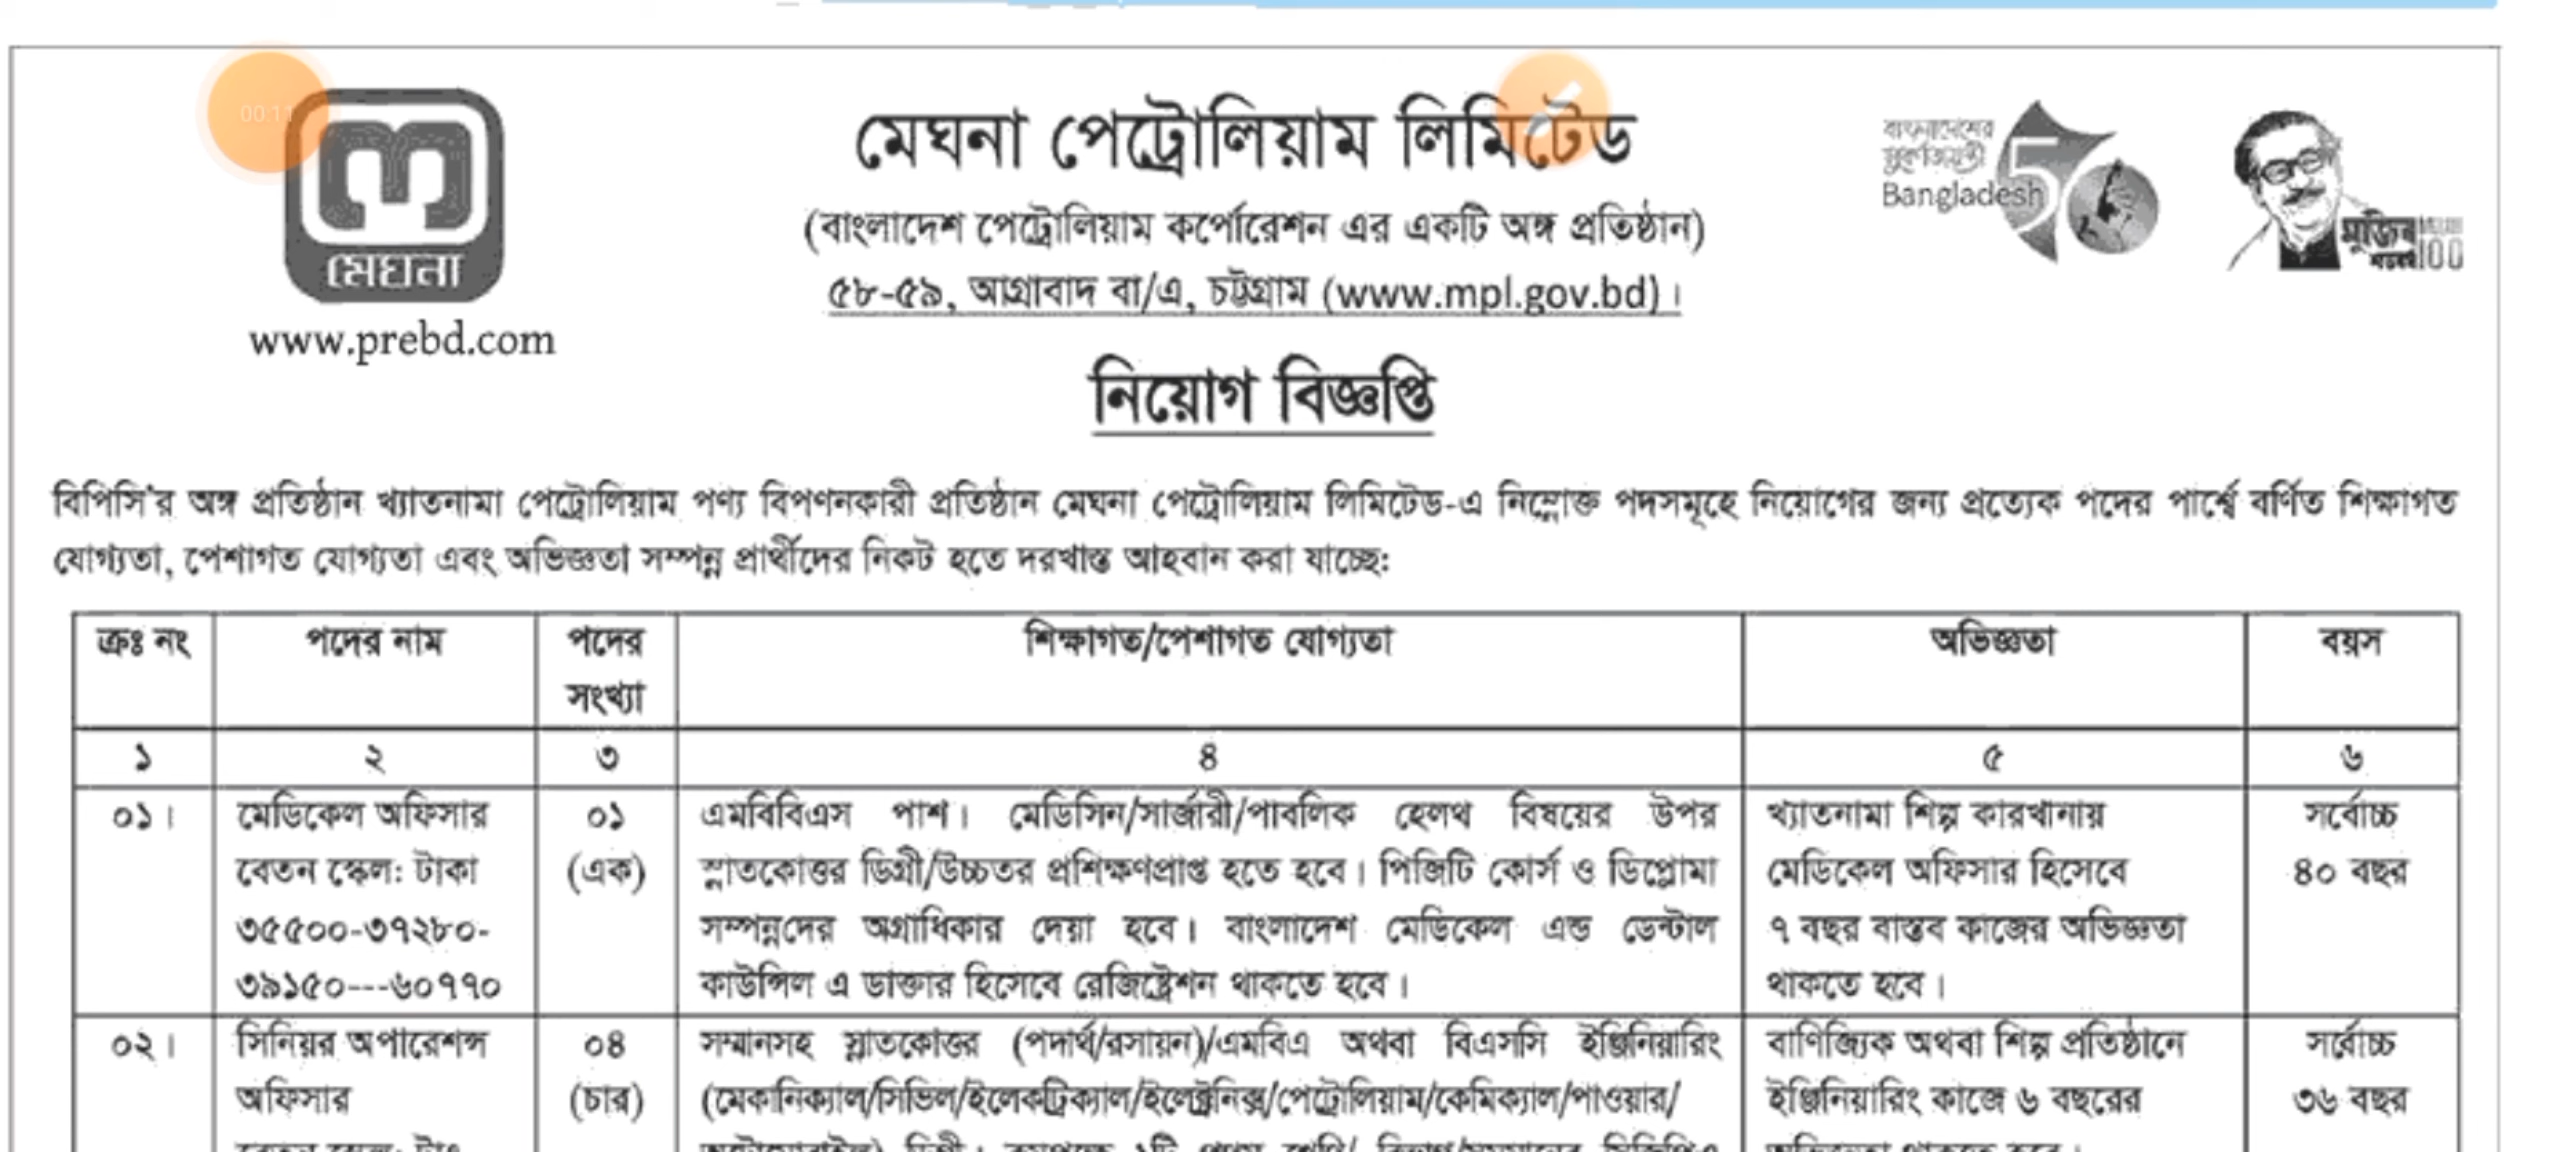 00:11
মেঘনা
www.prebd.com
মেঘনা পেট্রোলিয়াম লিমিটেড
(বাংলাদেশ পেট্রোলিয়াম কর্পোরেশন এর একটি অঙ্গ প্রতিষ্ঠান)
৫৮-৫৯, আগ্রাবাদ বা/এ, চট্টগ্রাম (www.mpl.gov.bd)।
বাংলাদেশের
সুবর্ণজয়ন্তী
Bangladesh 50
মুজিব
শতবর্ষ 100
নিয়োগ বিজ্ঞপ্তি
বিপিসি'র অঙ্গ প্রতিষ্ঠান খ্যাতনামা পেট্রোলিয়াম পণ্য বিপণনকারী প্রতিষ্ঠান মেঘনা পেট্রোলিয়াম লিমিটেড-এ নিম্নোক্ত পদসমূহে নিয়োগের জন্য প্রত্যেক পদের পার্শ্বে বর্ণিত শিক্ষাগত
যোগ্যতা, পেশাগত যোগ্যতা এবং অভিজ্ঞতা সম্পন্ন প্রার্থীদের নিকট হতে দরখাস্ত আহবান করা যাচ্ছে:
ক্রঃ নং পদের নাম পদের শিক্ষাগত/পেশাগত যোগ্যতা অভিজ্ঞতা বয়স
সংখ্যা
১ ২ ৩ ৪ ৫ ৬
০১। মেডিকেল অফিসার ০১ এমবিবিএস পাশ। মেডিসিন/সার্জারী/পাবলিক হেলথ বিষয়ের উপর খ্যাতনামা শিল্প কারখানায় সর্বোচ্চ
বেতন স্কেল: টাকা (এক) স্নাতকোত্তর ডিগ্রী/উচ্চতর প্রশিক্ষণপ্রাপ্ত হতে হবে। পিজিটি কোর্স ও ডিপ্লোমা মেডিকেল অফিসার হিসেবে ৪০ বছর
৩৫৫০০-৩৭২৮০- সম্পন্নদের অগ্রাধিকার দেয়া হবে। বাংলাদেশ মেডিকেল এন্ড ডেন্টাল ৭ বছর বাস্তব কাজের অভিজ্ঞতা
৩৯১৫০---৬০৭৭০ কাউন্সিল এ ডাক্তার হিসেবে রেজিষ্ট্রেশন থাকতে হবে। থাকতে হবে।
০২। সিনিয়র অপারেশন্স ০৪ সম্মানসহ স্নাতকোত্তর (পদার্থ/রসায়ন)/এমবিএ অথবা বিএসসি ইঞ্জিনিয়ারিং বাণিজ্যিক অথবা শিল্প প্রতিষ্ঠানে সর্বোচ্চ
অফিসার (চার) (মেকানিক্যাল/সিভিল/ইলেকট্রিক্যাল/ইলেক্ট্রনিক্স/পেট্রোলিয়াম/কেমিক্যাল/পাওয়ার/ ইঞ্জিনিয়ারিং কাজে ৬ বছরের ৩৬ বছর